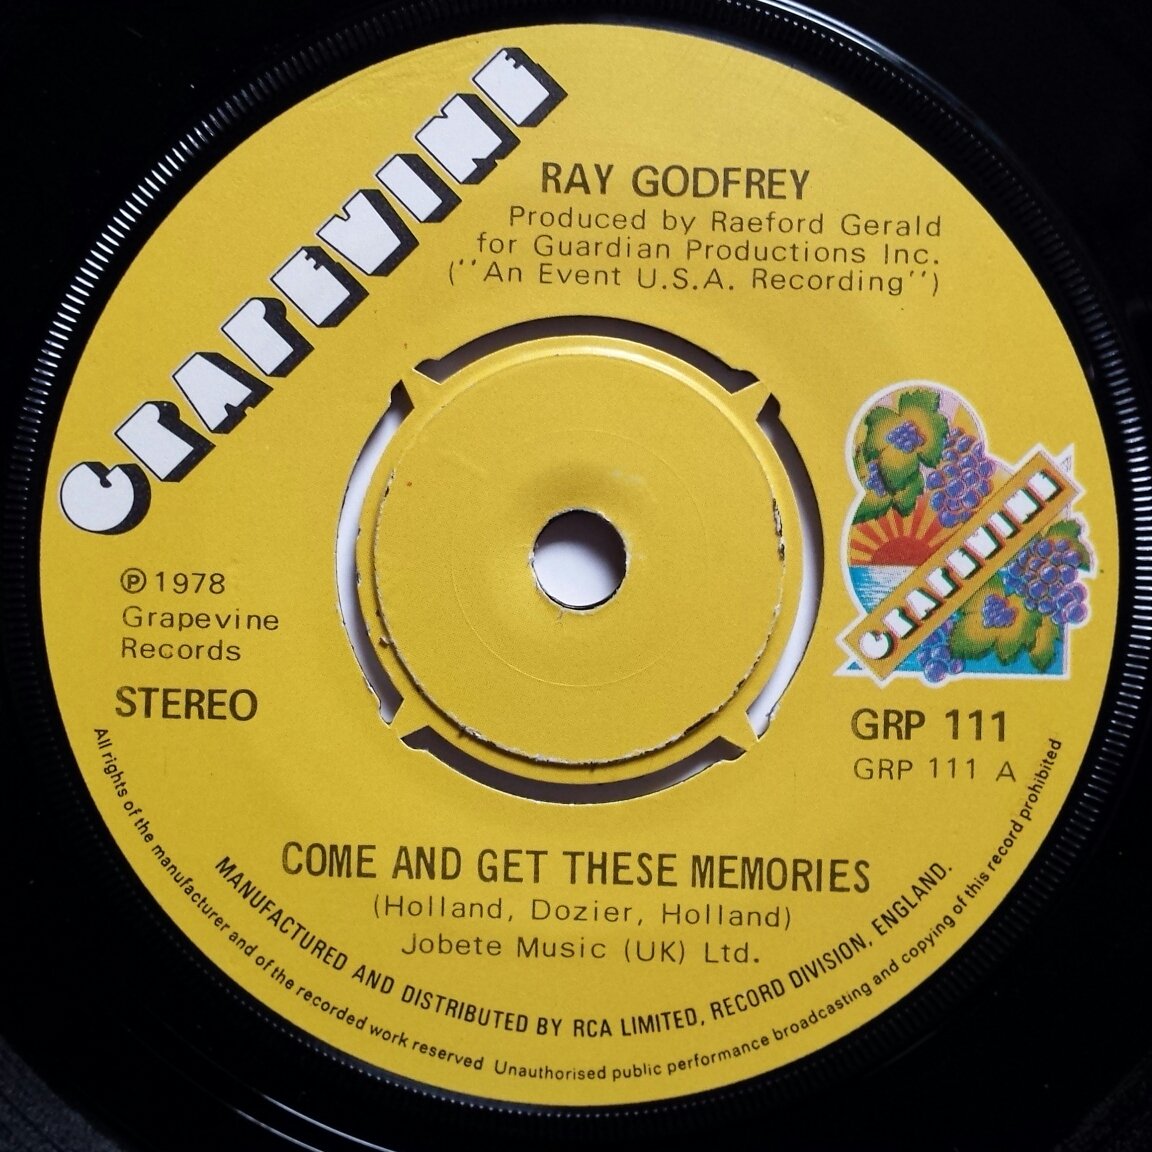 GRAPEVINE
RAY GODFREY
Produced by Raeford Gerald
for Guardian Productions Inc.
(''An Event U.S.A. Recording'')
GRAPEVINE
℗ 1978
Grapevine
Records
STEREO
GRP 111
GRP 111 A
COME AND GET THESE MEMORIES
(Holland, Dozier, Holland)
Jobete Music (UK) Ltd.
MANUFACTURED AND DISTRIBUTED BY RCA LIMITED, RECORD DIVISION, ENGLAND.
All rights of the manufacturer and of the recorded work reserved Unauthorised public performance broadcasting and copying of this record prohibited